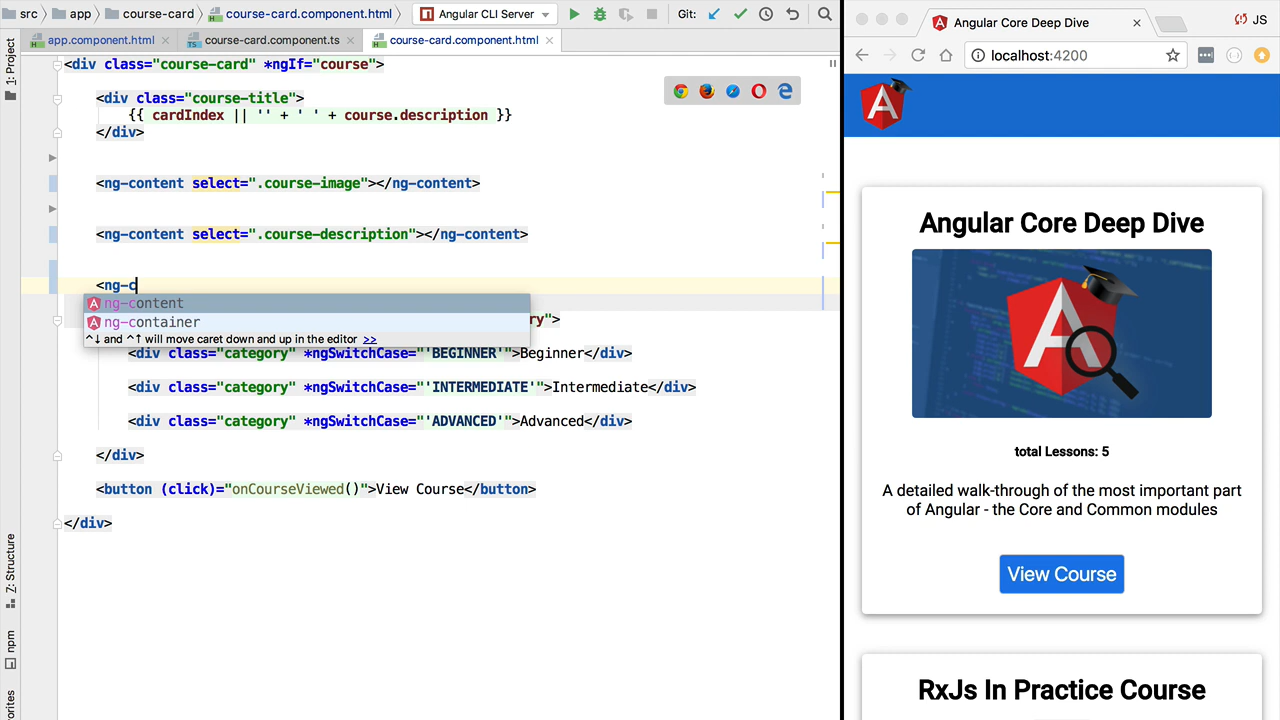 src app course-card course-card.component.html Angular CLI Server Git:
app.component.html course-card.component.ts course-card.component.html
1: Project
Z: Structure
npm
<div class="course-card" *ngIf="course">
<div class="course-title">
{{ cardIndex || '' + ' ' + course.description }}
</div>
<ng-content select=".course-image"></ng-content>
<ng-content select=".course-description"></ng-content>
<ng-c
ng-content
ng-container
^↓ and ^↑ will move caret down and up in the editor >>
ry">
<div class="category" *ngSwitchCase="'BEGINNER'">Beginner</div>
<div class="category" *ngSwitchCase="'INTERMEDIATE'">Intermediate</div>
<div class="category" *ngSwitchCase="'ADVANCED'">Advanced</div>
</div>
<button (click)="onCourseViewed()">View Course</button>
</div>
Angular Core Deep Dive JS
localhost:4200
Angular Core Deep Dive
total Lessons: 5
A detailed walk-through of the most important part
of Angular - the Core and Common modules
View Course
RxJs In Practice Course